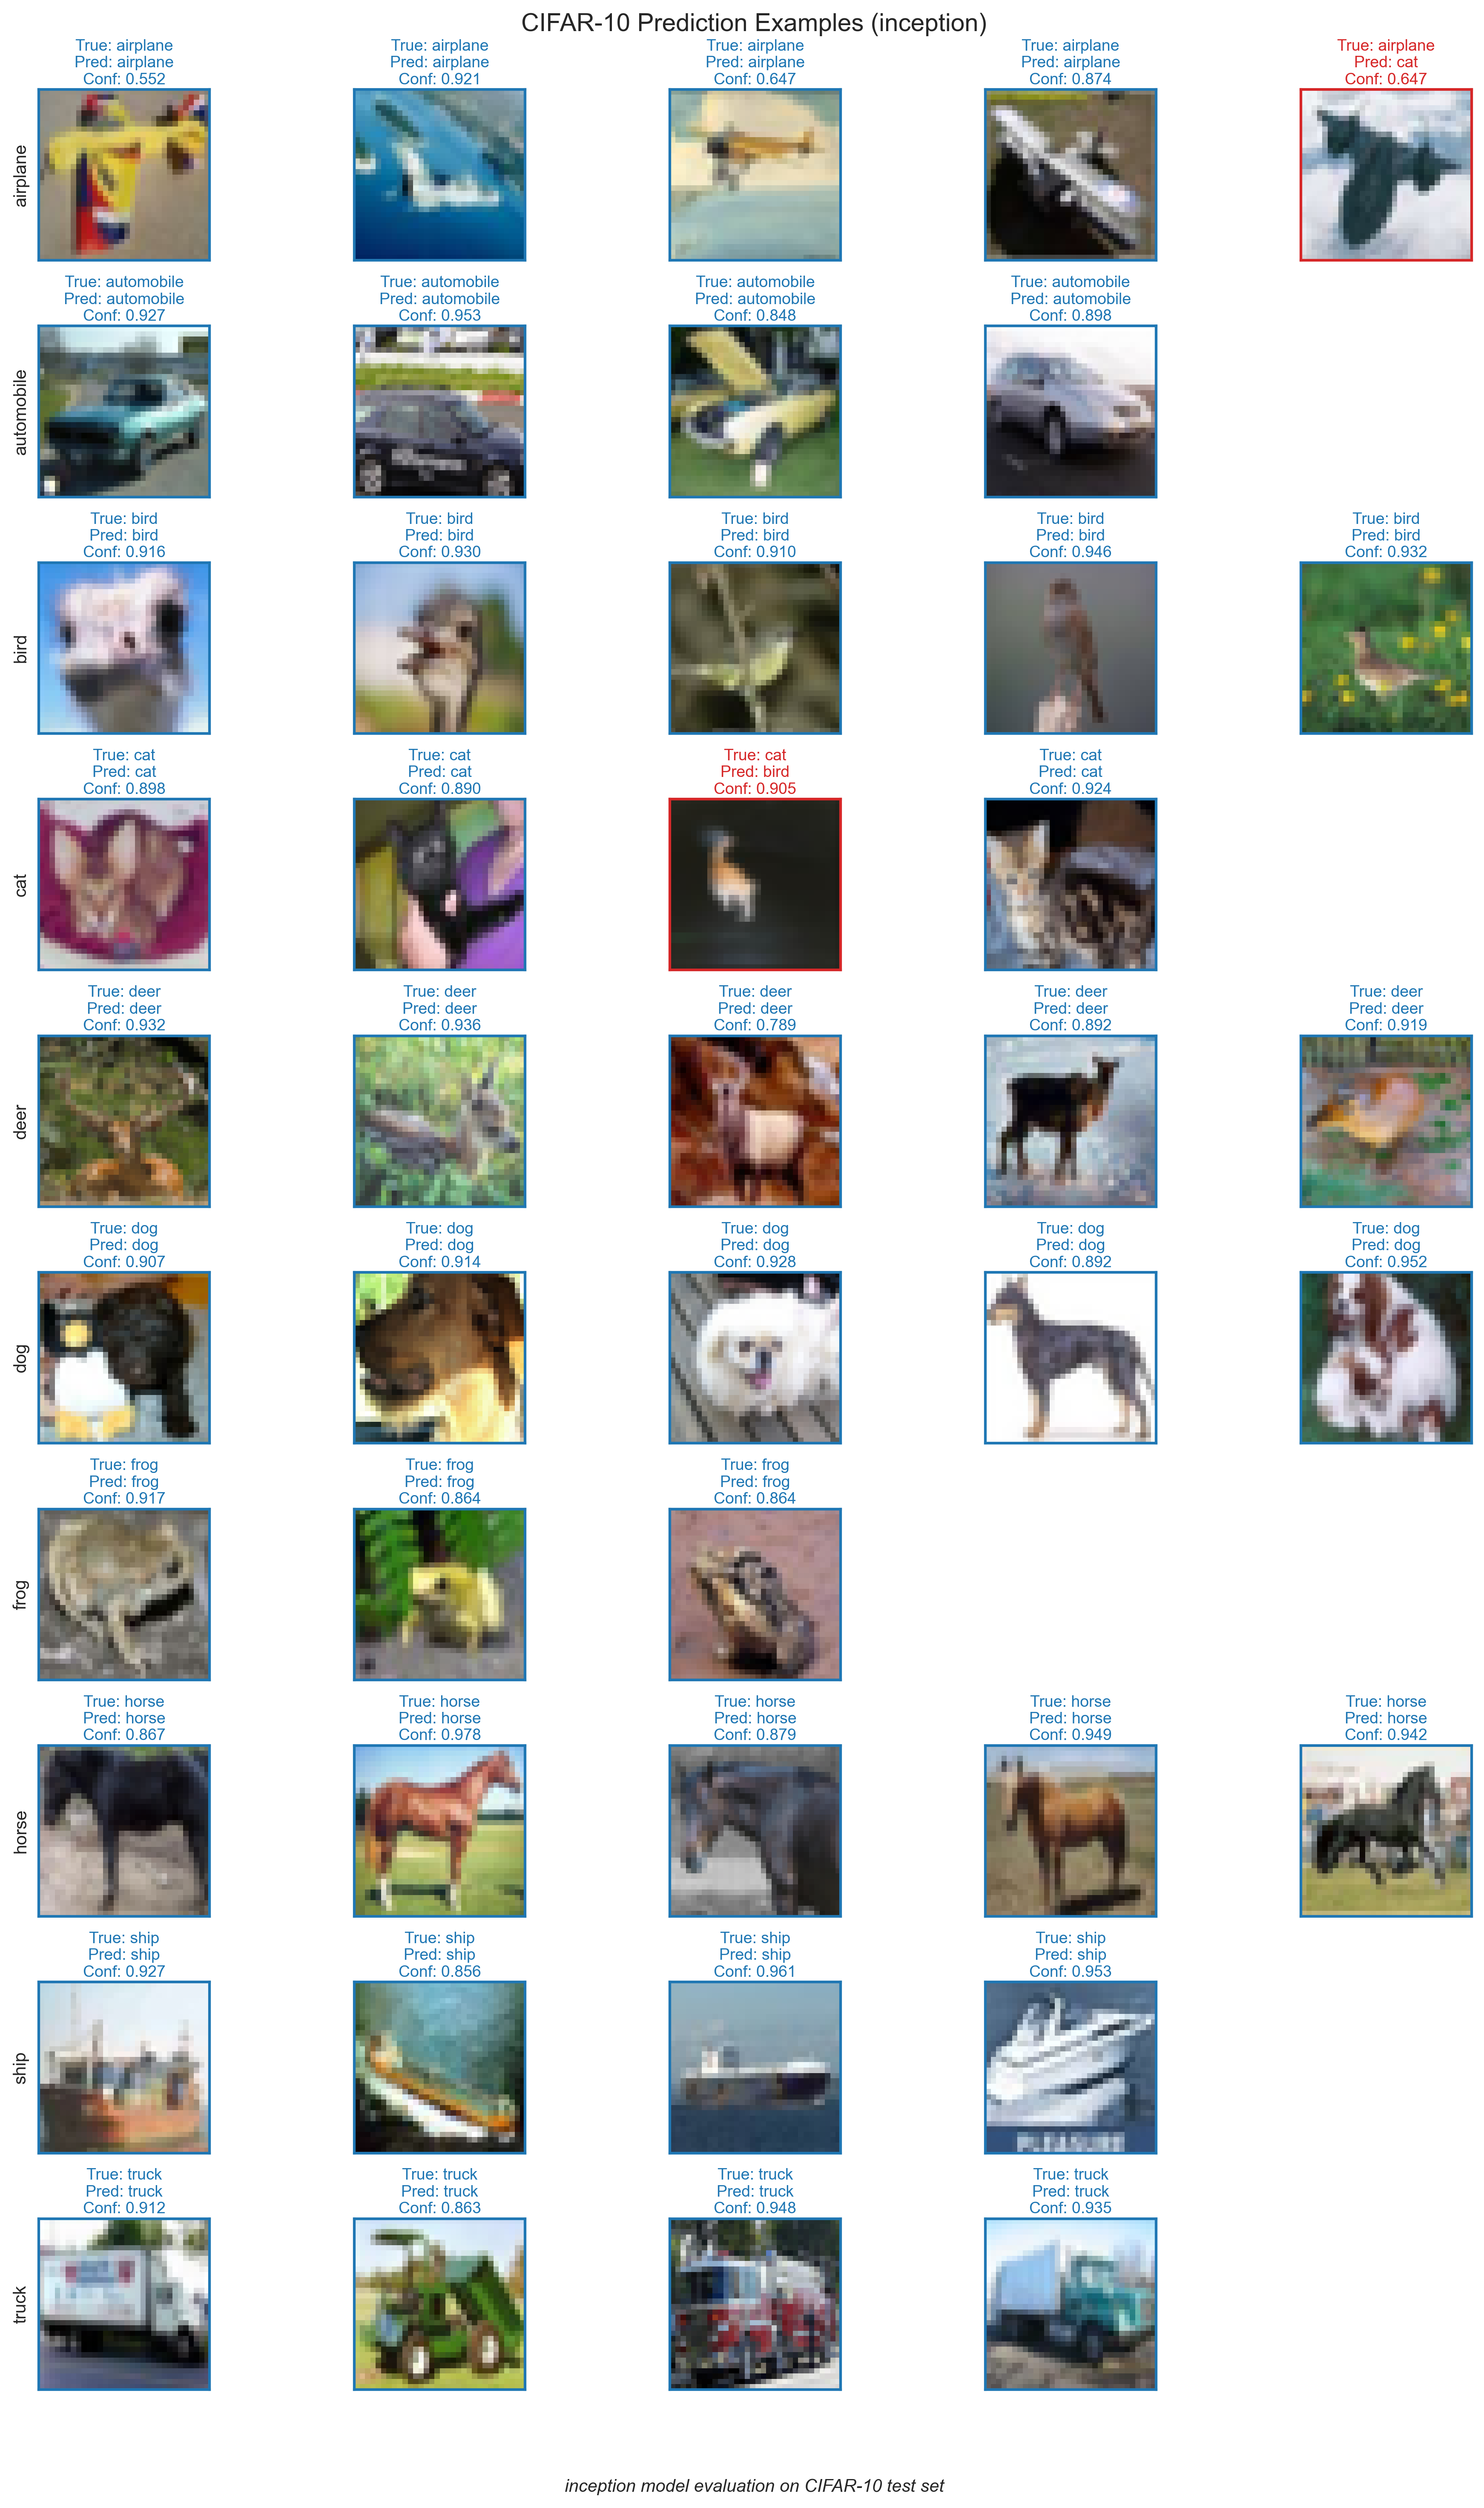 CIFAR-10 Prediction Examples (inception)
True: airplane
Pred: airplane
Conf: 0.552
True: airplane
Pred: airplane
Conf: 0.921
True: airplane
Pred: airplane
Conf: 0.647
True: airplane
Pred: airplane
Conf: 0.874
True: airplane
Pred: cat
Conf: 0.647
airplane
True: automobile
Pred: automobile
Conf: 0.927
True: automobile
Pred: automobile
Conf: 0.953
True: automobile
Pred: automobile
Conf: 0.848
True: automobile
Pred: automobile
Conf: 0.898
automobile
True: bird
Pred: bird
Conf: 0.916
True: bird
Pred: bird
Conf: 0.930
True: bird
Pred: bird
Conf: 0.910
True: bird
Pred: bird
Conf: 0.946
True: bird
Pred: bird
Conf: 0.932
bird
True: cat
Pred: cat
Conf: 0.898
True: cat
Pred: cat
Conf: 0.890
True: cat
Pred: bird
Conf: 0.905
True: cat
Pred: cat
Conf: 0.924
cat
True: deer
Pred: deer
Conf: 0.932
True: deer
Pred: deer
Conf: 0.936
True: deer
Pred: deer
Conf: 0.789
True: deer
Pred: deer
Conf: 0.892
True: deer
Pred: deer
Conf: 0.919
deer
True: dog
Pred: dog
Conf: 0.907
True: dog
Pred: dog
Conf: 0.914
True: dog
Pred: dog
Conf: 0.928
True: dog
Pred: dog
Conf: 0.892
True: dog
Pred: dog
Conf: 0.952
dog
True: frog
Pred: frog
Conf: 0.917
True: frog
Pred: frog
Conf: 0.864
True: frog
Pred: frog
Conf: 0.864
frog
True: horse
Pred: horse
Conf: 0.867
True: horse
Pred: horse
Conf: 0.978
True: horse
Pred: horse
Conf: 0.879
True: horse
Pred: horse
Conf: 0.949
True: horse
Pred: horse
Conf: 0.942
horse
True: ship
Pred: ship
Conf: 0.927
True: ship
Pred: ship
Conf: 0.856
True: ship
Pred: ship
Conf: 0.961
True: ship
Pred: ship
Conf: 0.953
ship
True: truck
Pred: truck
Conf: 0.912
True: truck
Pred: truck
Conf: 0.863
True: truck
Pred: truck
Conf: 0.948
True: truck
Pred: truck
Conf: 0.935
truck
inception model evaluation on CIFAR-10 test set